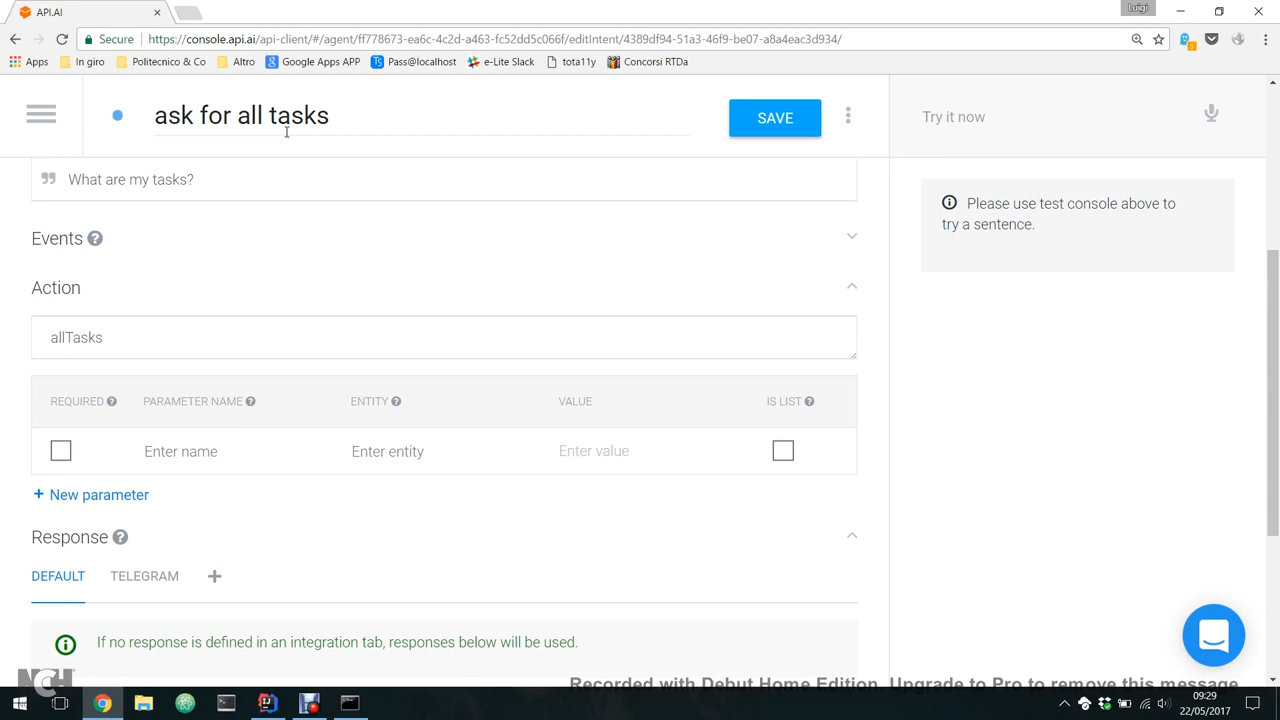 API.AI
Luigi
Secure
https://console.api.ai/api-client/#/agent/ff778673-ea6c-4c2d-a463-fc52dd5c066f/editIntent/4389df94-51a3-46f9-be07-a8a4eac3d934/
Apps In giro Politecnico & Co Altro Google Apps APP Pass@localhost e-Lite Slack tota11y Concorsi RTDa
ask for all tasks
SAVE
Try it now
What are my tasks?
Please use test console above to
try a sentence.
Events
Action
allTasks
REQUIRED PARAMETER NAME ENTITY VALUE IS LIST
Enter name Enter entity Enter value
+ New parameter
Response
DEFAULT TELEGRAM +
If no response is defined in an integration tab, responses below will be used.
NCH
Recorded with Debut Home Edition. Upgrade to Pro to remove this message
09:29
22/05/2017